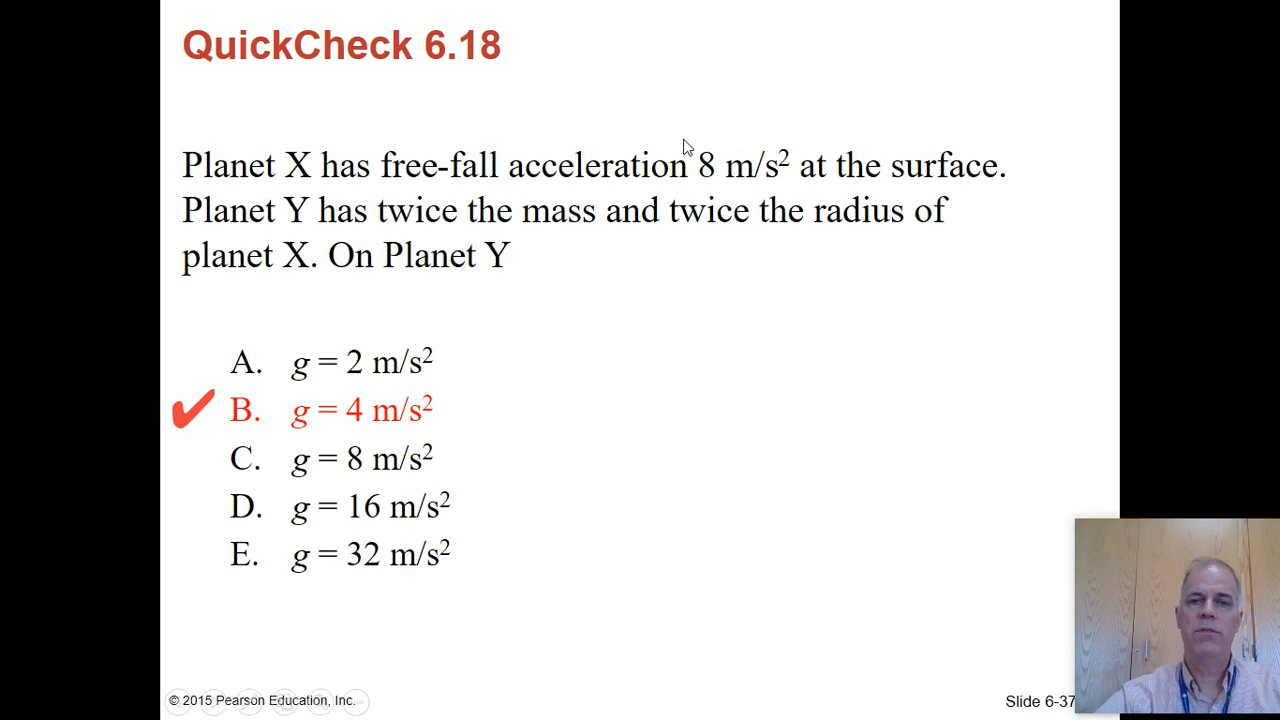 QuickCheck 6.18
Planet X has free-fall acceleration 8 m/s² at the surface.
Planet Y has twice the mass and twice the radius of
planet X. On Planet Y
A. g = 2 m/s²
B. g = 4 m/s²
C. g = 8 m/s²
D. g = 16 m/s²
E. g = 32 m/s²
© 2015 Pearson Education, Inc.
Slide 6-37